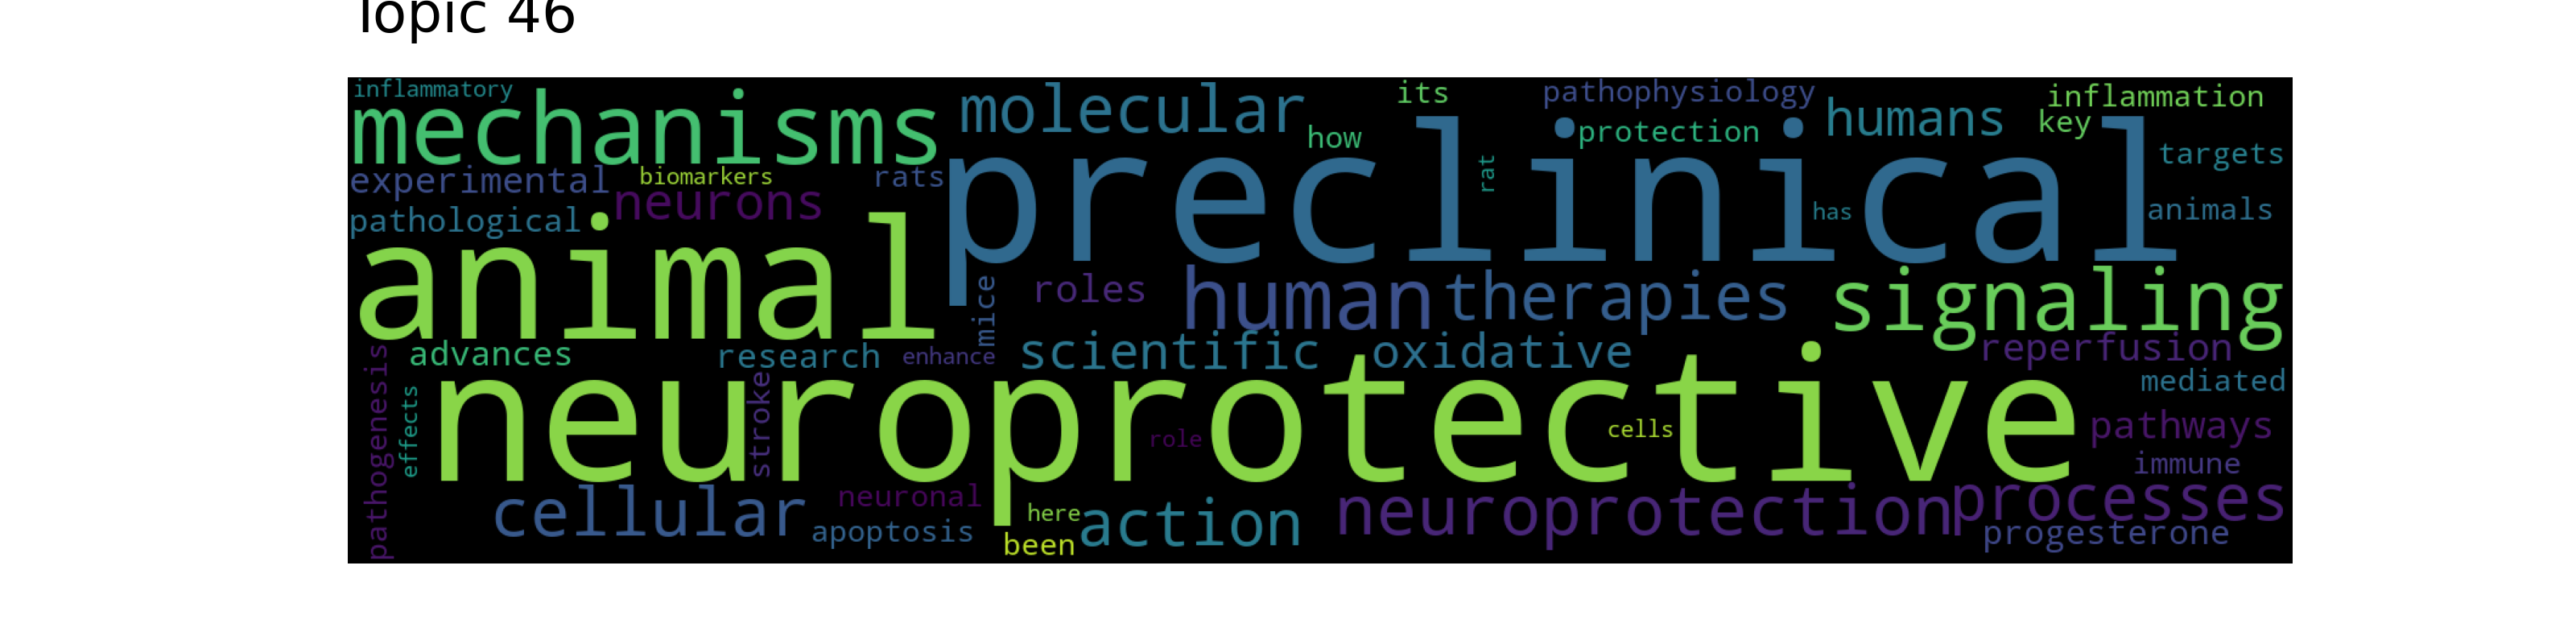 Topic 46
inflammatory
mechanisms
molecular
its
pathophysiology
humans
inflammation
how
protection
key
experimental
biomarkers
rats
preclinical
rat
targets
pathological
neurons
has
animals
animal
mice
roles
human
therapies
signaling
advances
research
enhance
scientific
oxidative
reperfusion
mediated
pathogenesis
effects
neuroprotective
stroke
role
cells
pathways
immune
cellular
neuronal
apoptosis
here
been
action
neuroprotection
processes
progesterone